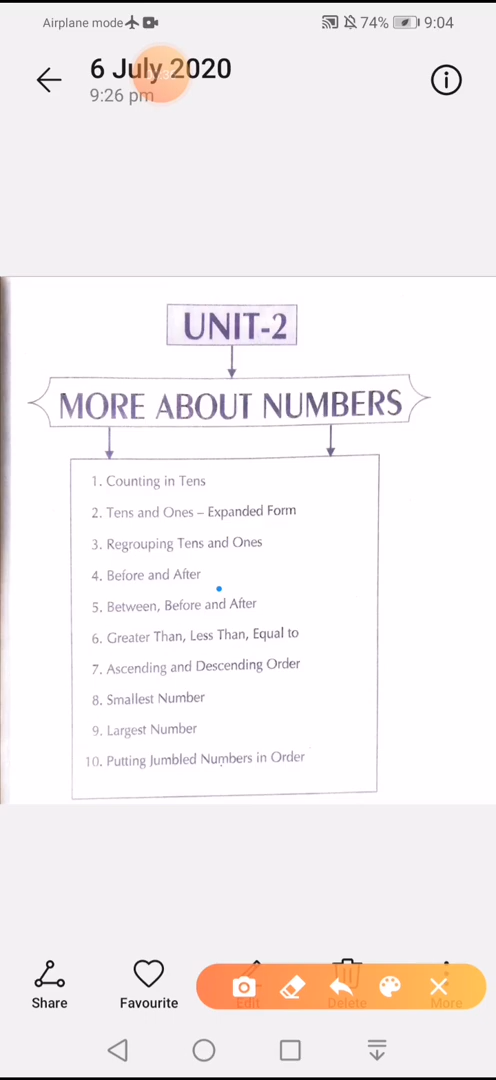 Airplane mode 74% 9:04
6 July 2020
9:26 pm
UNIT-2
MORE ABOUT NUMBERS
1. Counting in Tens
2. Tens and Ones – Expanded Form
3. Regrouping Tens and Ones
4. Before and After
5. Between, Before and After
6. Greater Than, Less Than, Equal to
7. Ascending and Descending Order
8. Smallest Number
9. Largest Number
10. Putting Jumbled Numbers in Order
Share Favourite Edit Delete More